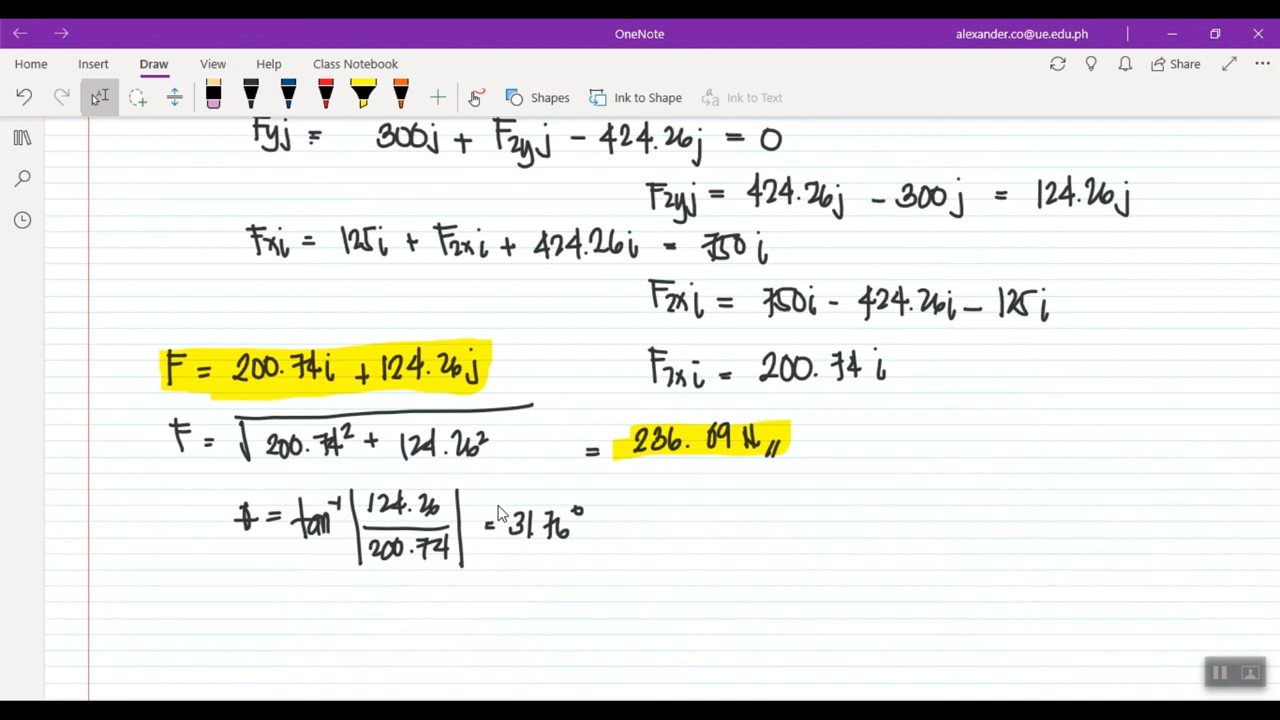 OneNote
alexander.co@ue.edu.ph
Home Insert Draw View Help Class Notebook
Share
Shapes Ink to Shape Ink to Text
Fyj = 300j + F2yj - 424.26j = 0
F2yj = 424.26j - 300j = 124.26j
Fxi = 125i + F2xi + 424.26i = 750i
F2xi = 750i - 424.26i - 125i
F = 200.74i + 124.26j
F2xi = 200.74i
F = √200.74² + 124.26² = 236.09 N
= tan⁻¹ |124.26 / 200.74| = 31.76°